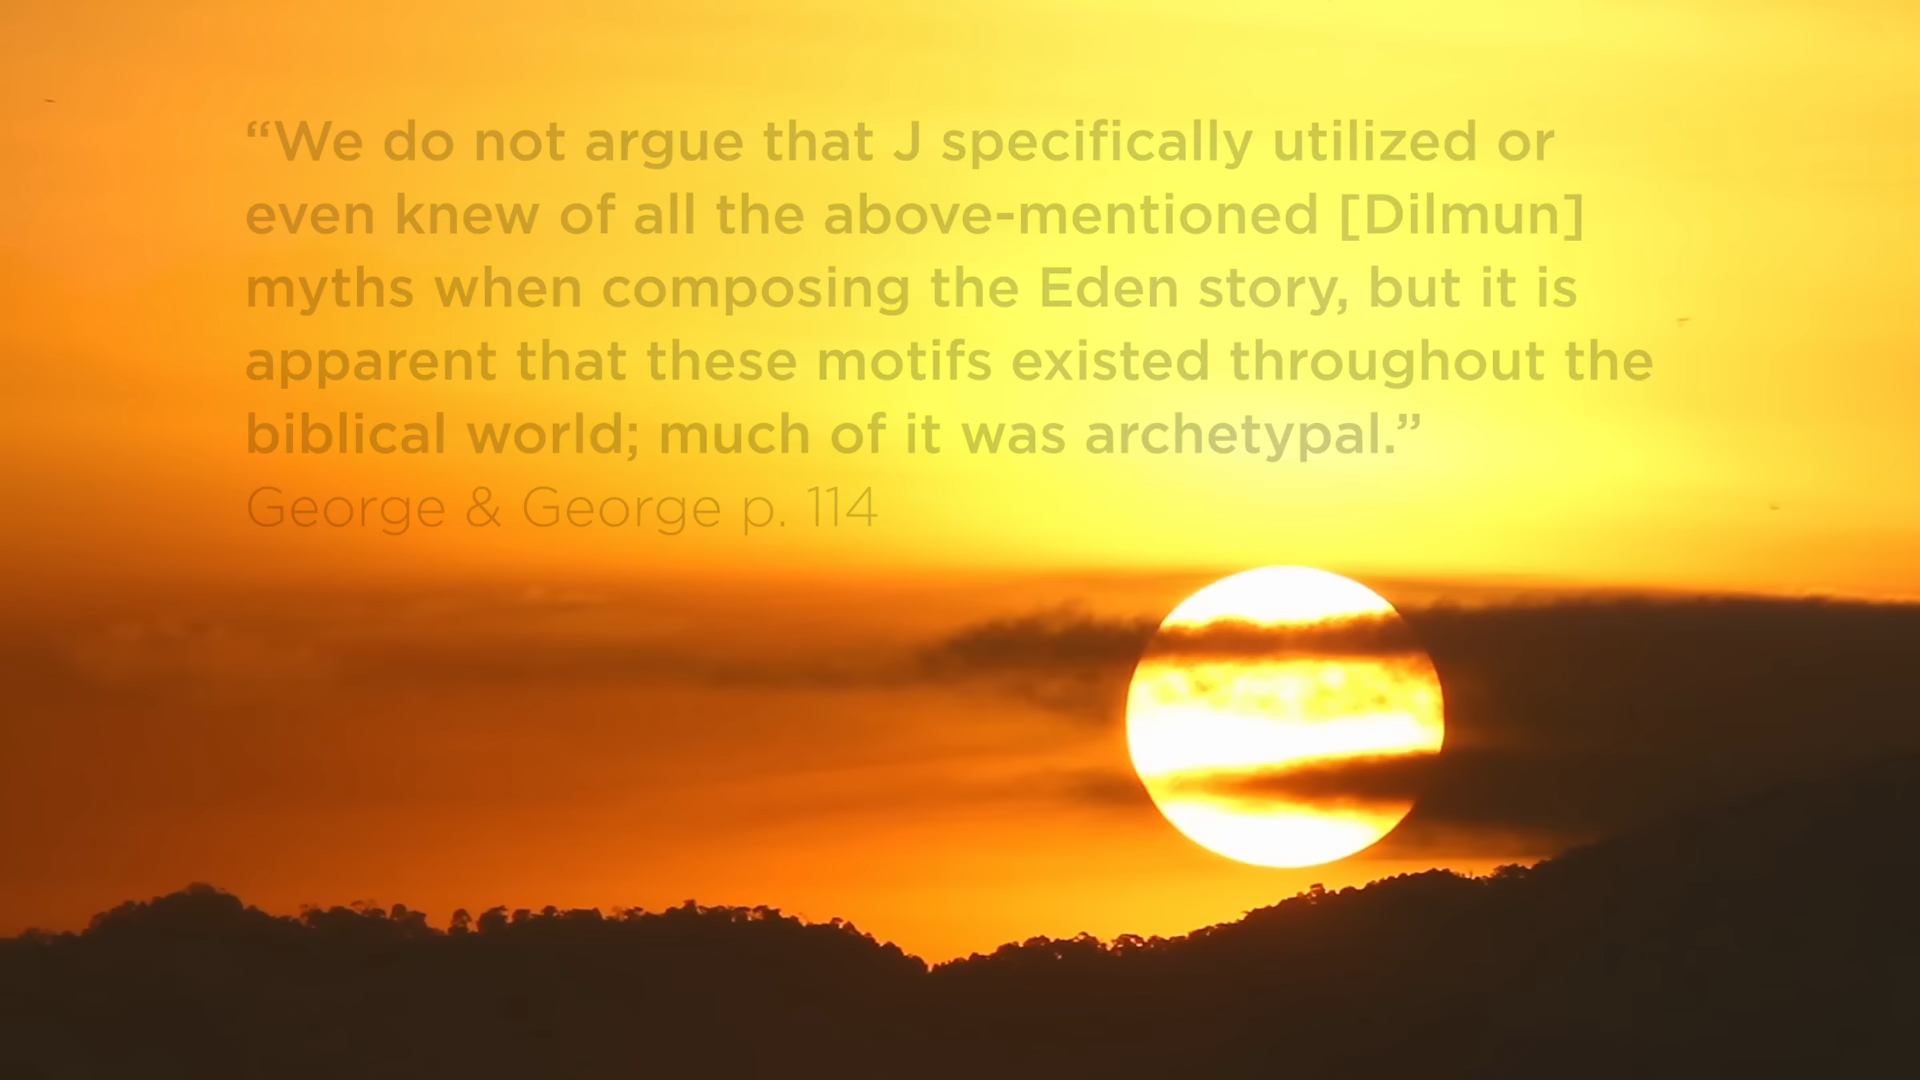 “We do not argue that J specifically utilized or
even knew of all the above-mentioned [Dilmun]
myths when composing the Eden story, but it is
apparent that these motifs existed throughout the
biblical world; much of it was archetypal.”
George & George p. 114